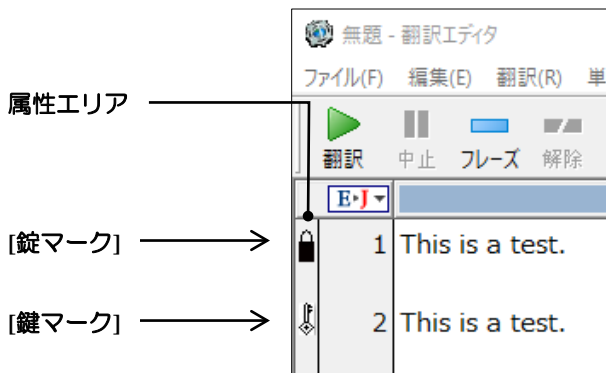 無題 - 翻訳エディタ
ファイル(F) 編集(E) 翻訳(R) 単
属性エリア
翻訳 中止 フレーズ 解除
E・J
[錠マーク]
1 This is a test.
[鍵マーク]
2 This is a test.